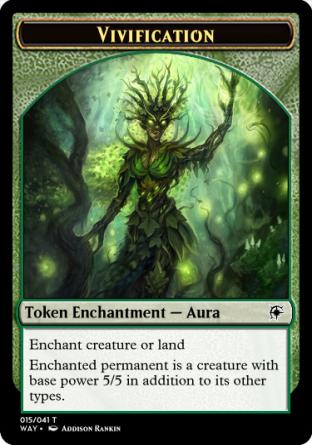 VIVIFICATION
Token Enchantment — Aura
Enchant creature or land
Enchanted permanent is a creature with
base power 5/5 in addition to its other
types.
015/041 T
WAY • ADDISON RANKIN